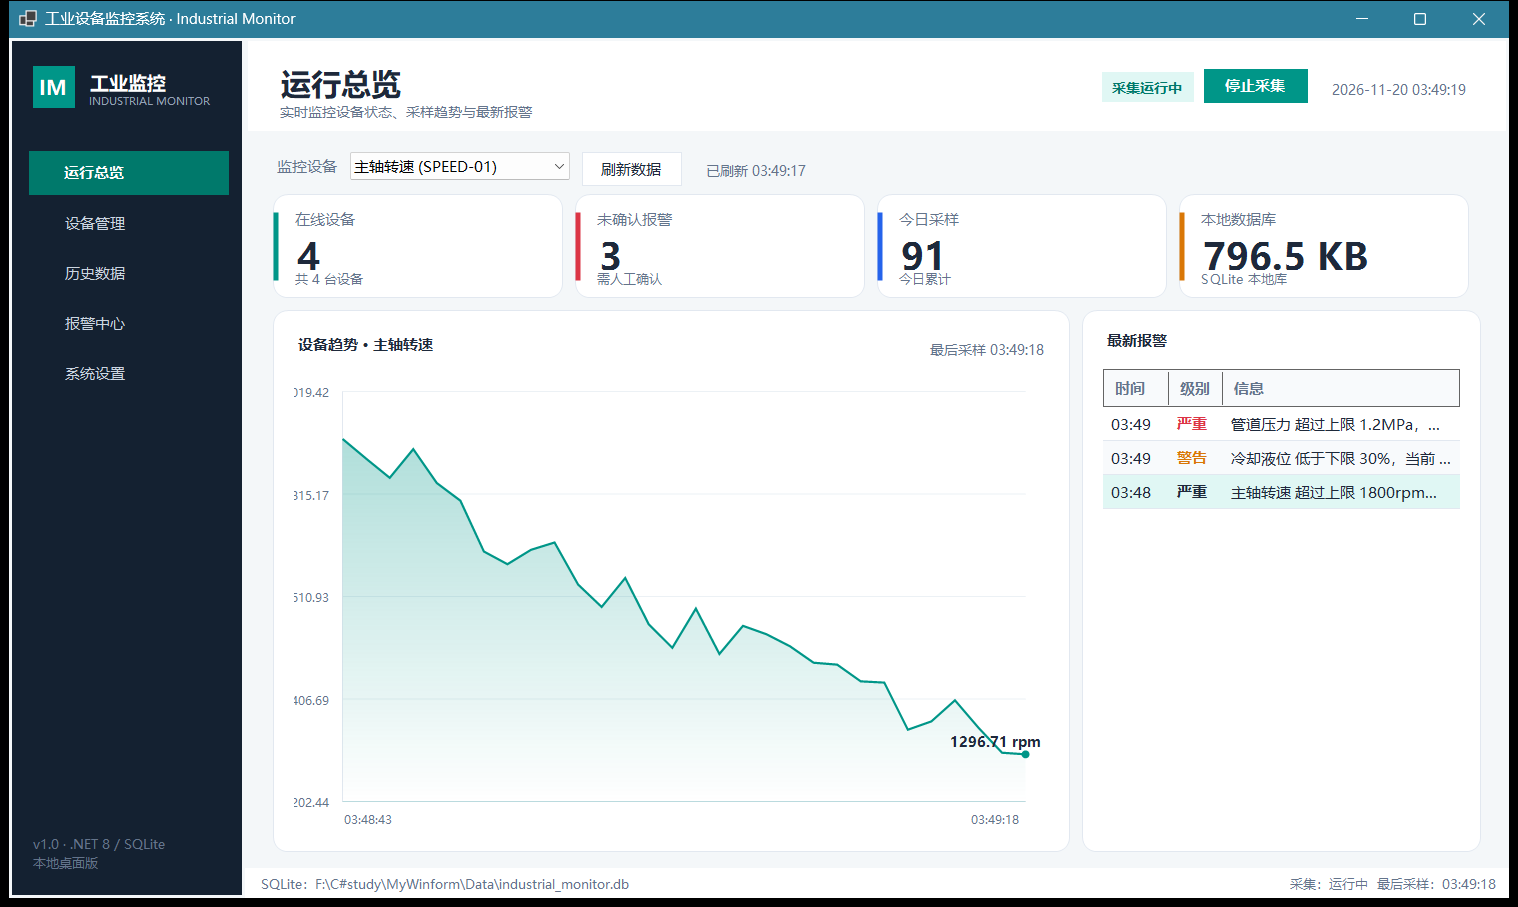 工业设备监控系统 · Industrial Monitor
IM
工业监控
INDUSTRIAL MONITOR
运行总览
设备管理
历史数据
报警中心
系统设置
v1.0 · .NET 8 / SQLite
本地桌面版
运行总览
实时监控设备状态、采样趋势与最新报警
采集运行中
停止采集
2026-11-20 03:49:19
监控设备
主轴转速 (SPEED-01)
刷新数据
已刷新 03:49:17
在线设备
4
共 4 台设备
未确认报警
3
需人工确认
今日采样
91
今日累计
本地数据库
796.5 KB
SQLite 本地库
设备趋势 • 主轴转速
最后采样 03:49:18
019.42
815.17
610.93
406.69
202.44
1296.71 rpm
03:48:43
03:49:18
最新报警
时间 级别 信息
03:49 严重 管道压力 超过上限 1.2MPa，...
03:49 警告 冷却液位 低于下限 30%，当前 ...
03:48 严重 主轴转速 超过上限 1800rpm...
SQLite：F:\C#study\MyWinform\Data\industrial_monitor.db
采集：运行中 最后采样：03:49:18